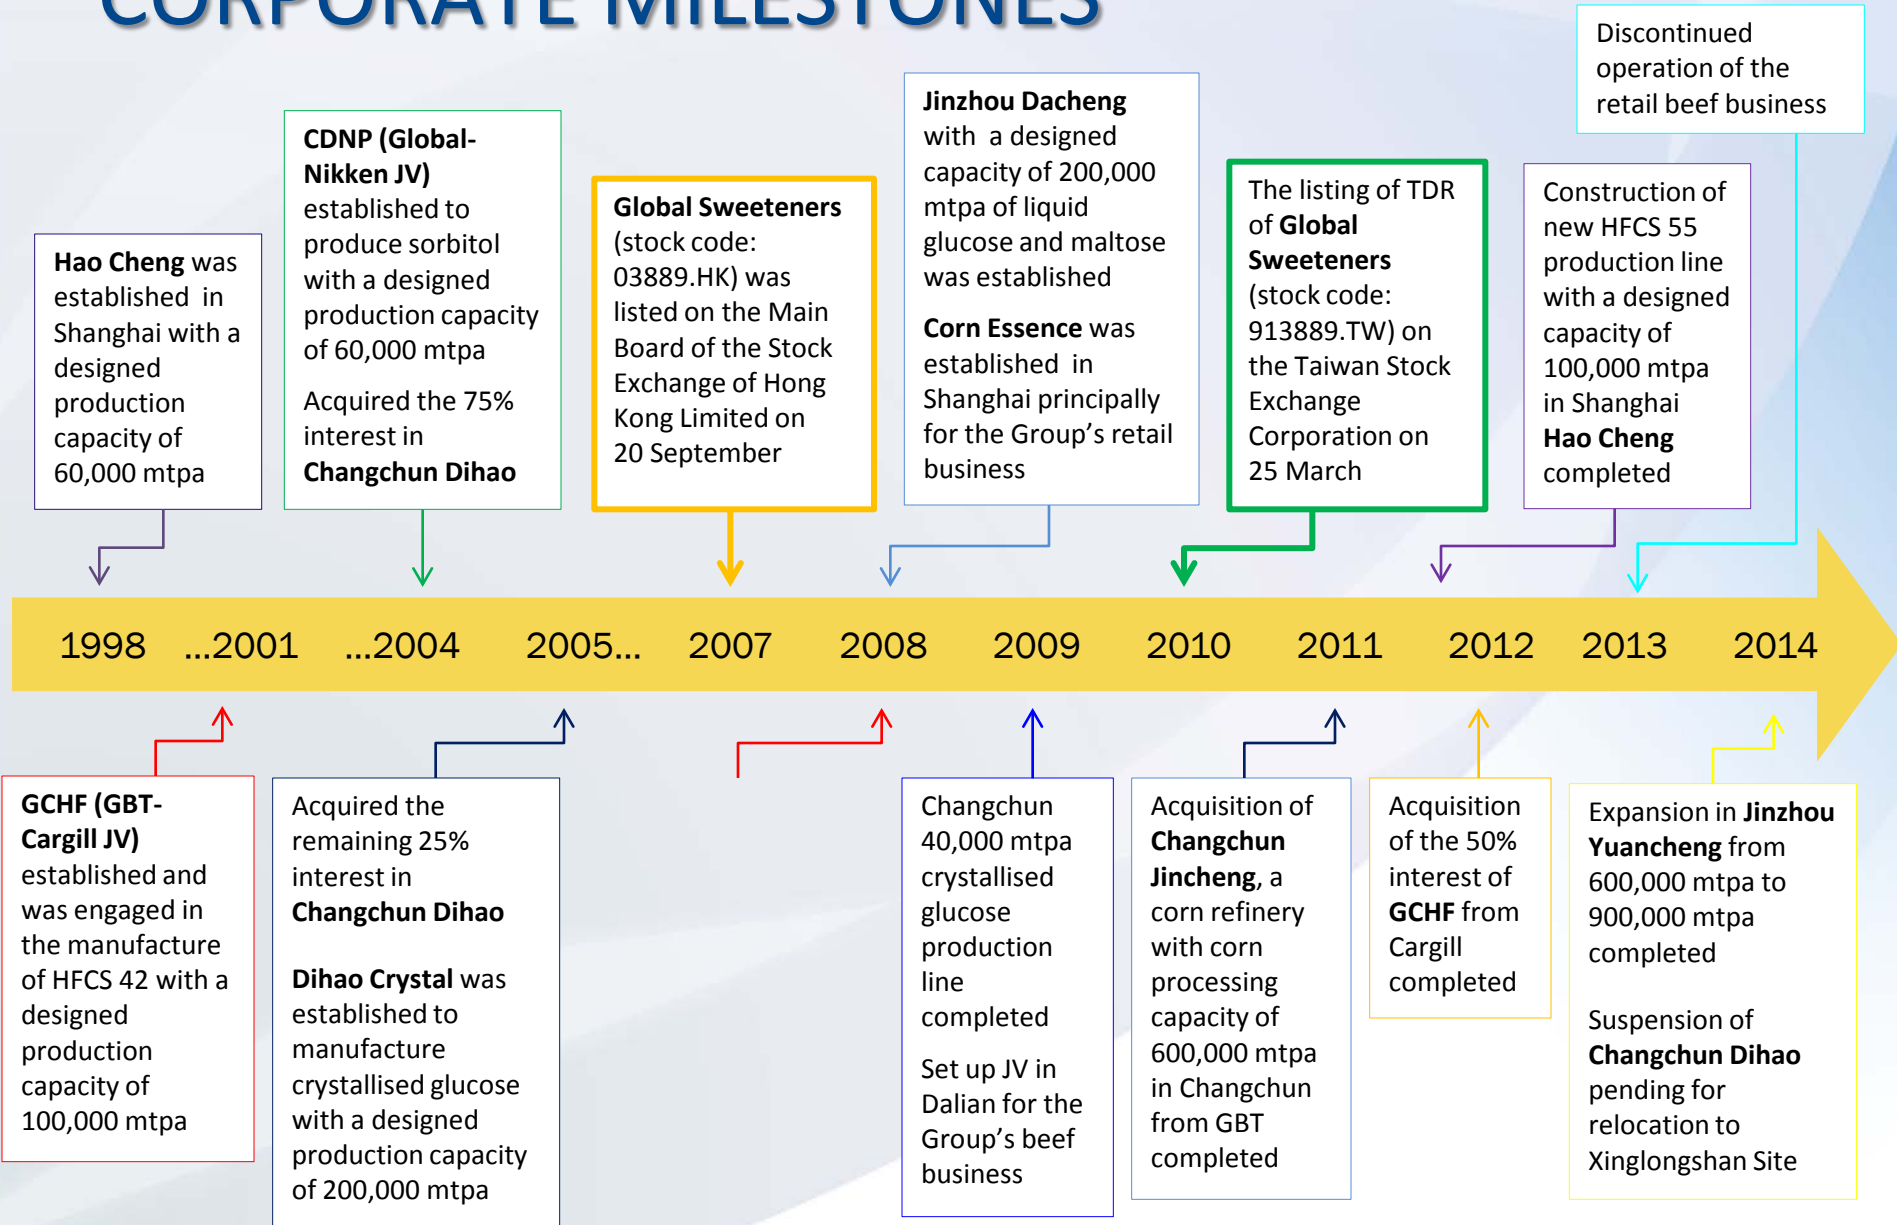 CORPORATE MILESTONES
Discontinued
operation of the
retail beef business
Hao Cheng was
established in
Shanghai with a
designed
production
capacity of
60,000 mtpa
CDNP (Global-
Nikken JV)
established to
produce sorbitol
with a designed
production capacity
of 60,000 mtpa
Acquired the 75%
interest in
Changchun Dihao
Global Sweeteners
(stock code:
03889.HK) was
listed on the Main
Board of the Stock
Exchange of Hong
Kong Limited on
20 September
Jinzhou Dacheng
with a designed
capacity of 200,000
mtpa of liquid
glucose and maltose
was established
Corn Essence was
established in
Shanghai principally
for the Group's retail
business
The listing of TDR
of Global
Sweeteners
(stock code:
913889.TW) on
the Taiwan Stock
Exchange
Corporation on
25 March
Construction of
new HFCS 55
production line
with a designed
capacity of
100,000 mtpa
in Shanghai
Hao Cheng
completed
1998 ...2001 ...2004 2005... 2007 2008 2009 2010 2011 2012 2013 2014
GCHF (GBT-
Cargill JV)
established and
was engaged in
the manufacture
of HFCS 42 with a
designed
production
capacity of
100,000 mtpa
Acquired the
remaining 25%
interest in
Changchun Dihao
Dihao Crystal was
established to
manufacture
crystallised glucose
with a designed
production capacity
of 200,000 mtpa
Changchun
40,000 mtpa
crystallised
glucose
production
line
completed
Set up JV in
Dalian for the
Group's beef
business
Acquisition of
Changchun
Jincheng, a
corn refinery
with corn
processing
capacity of
600,000 mtpa
in Changchun
from GBT
completed
Acquisition
of the 50%
interest of
GCHF from
Cargill
completed
Expansion in Jinzhou
Yuancheng from
600,000 mtpa to
900,000 mtpa
completed
Suspension of
Changchun Dihao
pending for
relocation to
Xinglongshan Site